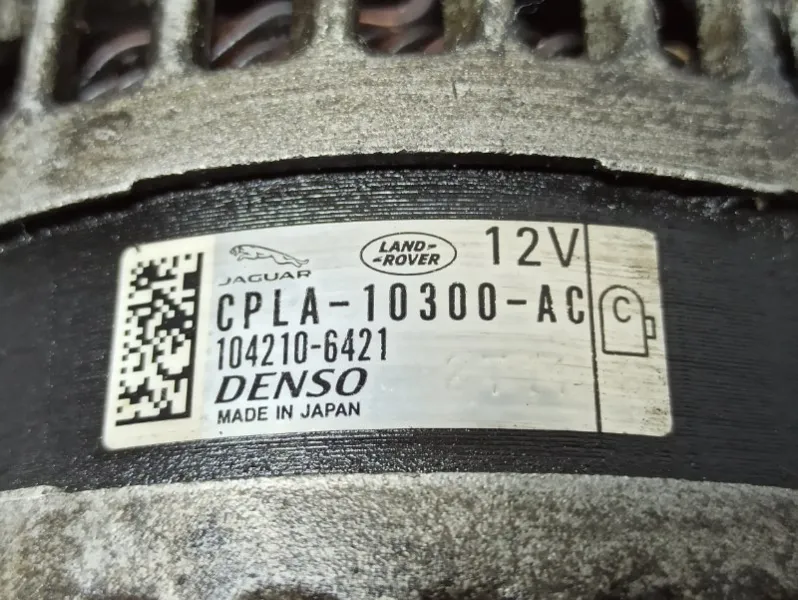 JAGUAR
LAND-
-ROVER
12V
CPLA-10300-AC
C
104210-6421
DENSO
MADE IN JAPAN